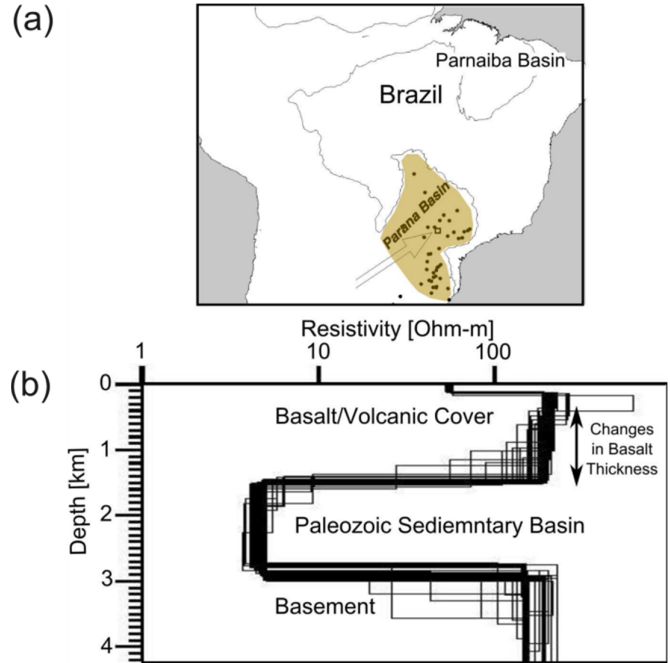 (a)
Parnaiba Basin
Brazil
Parana Basin
Resistivity [Ohm-m]
1 10 100
(b)
0
Basalt/Volcanic Cover
Changes
in Basalt
Thickness
1
Depth [km]
2
Paleozoic Sediemntary Basin
3
Basement
4